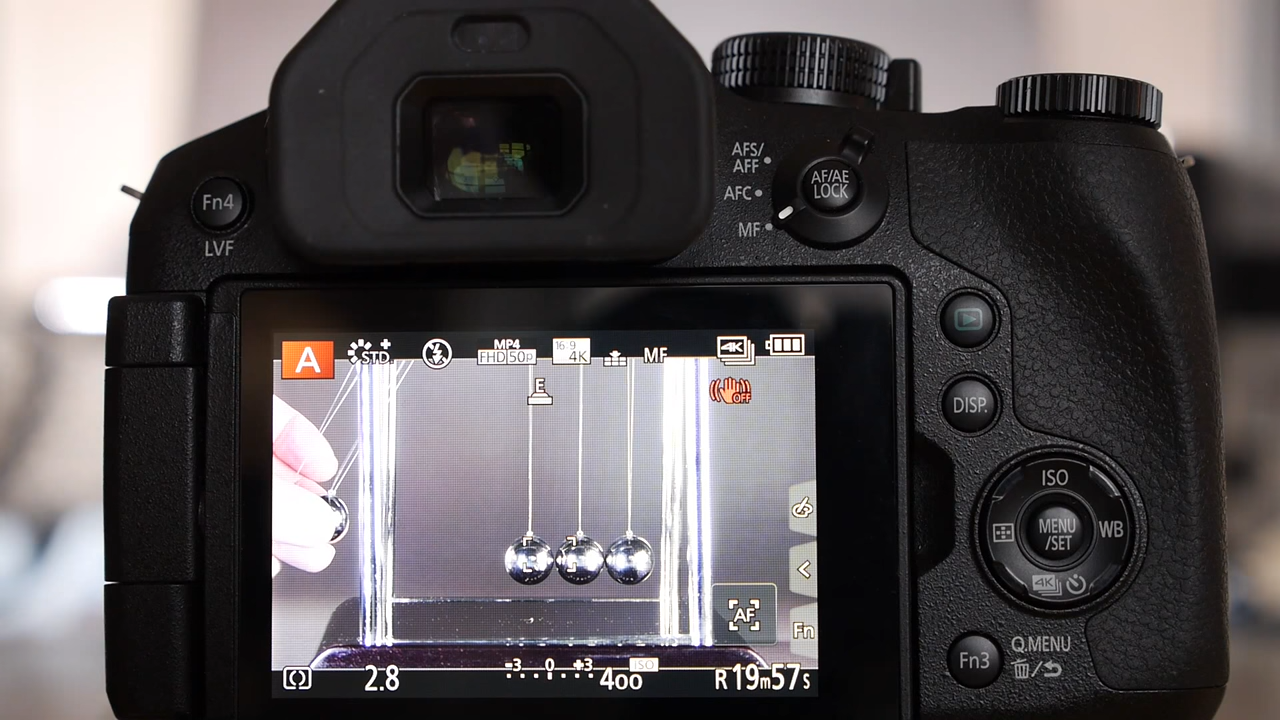 Fn4
LVF
AFS/
AFF
AFC
MF
AF/AE
LOCK
A
STD.
MP4
FHD 50p
16:9
4K
MF
4K
E
OFF
AF
Fn
2.8
-3 0 +3
ISO
400
R19m57s
DISP.
ISO
MENU
/SET
WB
4K
Fn3
Q.MENU